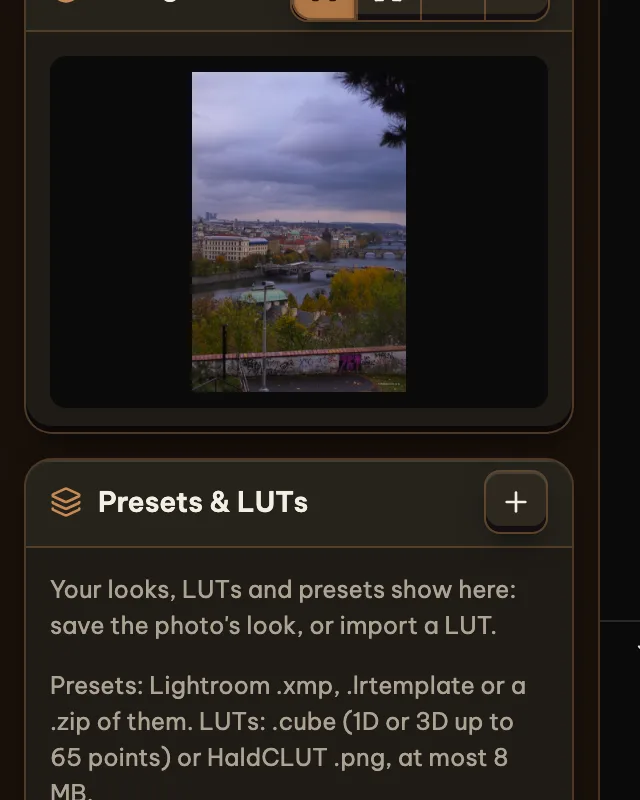 Presets & LUTs
Your looks, LUTs and presets show here:
save the photo's look, or import a LUT.
Presets: Lightroom .xmp, .lrtemplate or a
.zip of them. LUTs: .cube (1D or 3D up to
65 points) or HaldCLUT .png, at most 8
MB.